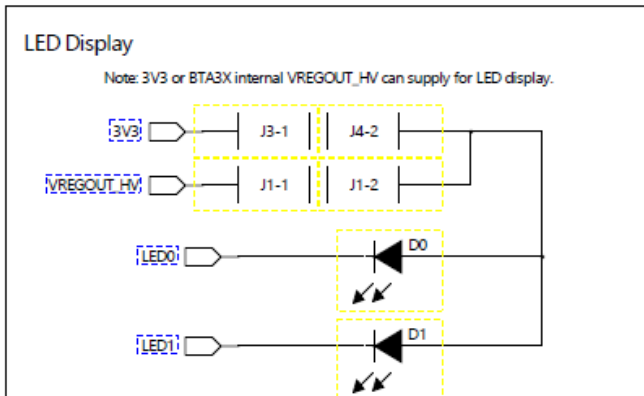 LED Display
Note: 3V3 or BTA3X internal VREGOUT_HV can supply for LED display.
3V3 J3-1 J4-2
VREGOUT_HV J1-1 J1-2
LED0 D0
LED1 D1